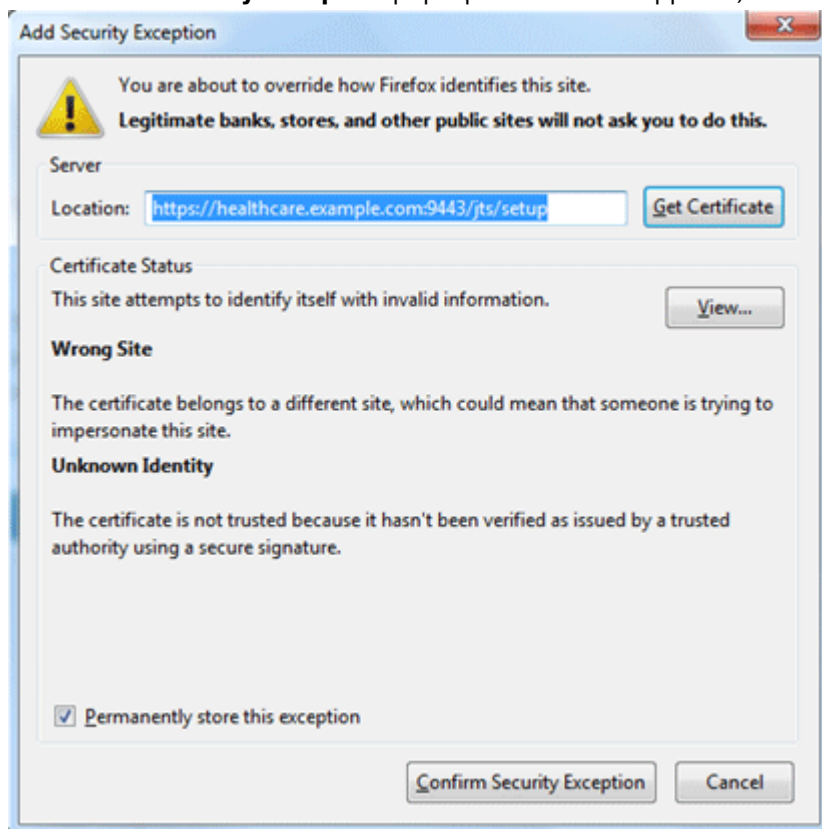 Add Security Exception
You are about to override how Firefox identifies this site.
Legitimate banks, stores, and other public sites will not ask you to do this.
Server
Location: https://healthcare.example.com:9443/jts/setup Get Certificate
Certificate Status
This site attempts to identify itself with invalid information. View...
Wrong Site
The certificate belongs to a different site, which could mean that someone is trying to
impersonate this site.
Unknown Identity
The certificate is not trusted because it hasn't been verified as issued by a trusted
authority using a secure signature.
Permanently store this exception
Confirm Security Exception Cancel